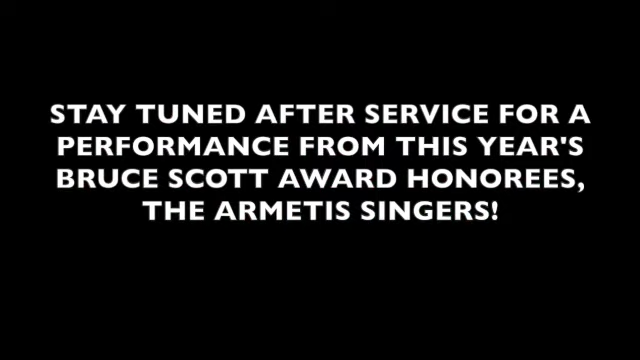 STAY TUNED AFTER SERVICE FOR A
PERFORMANCE FROM THIS YEAR'S
BRUCE SCOTT AWARD HONOREES,
THE ARMETIS SINGERS!